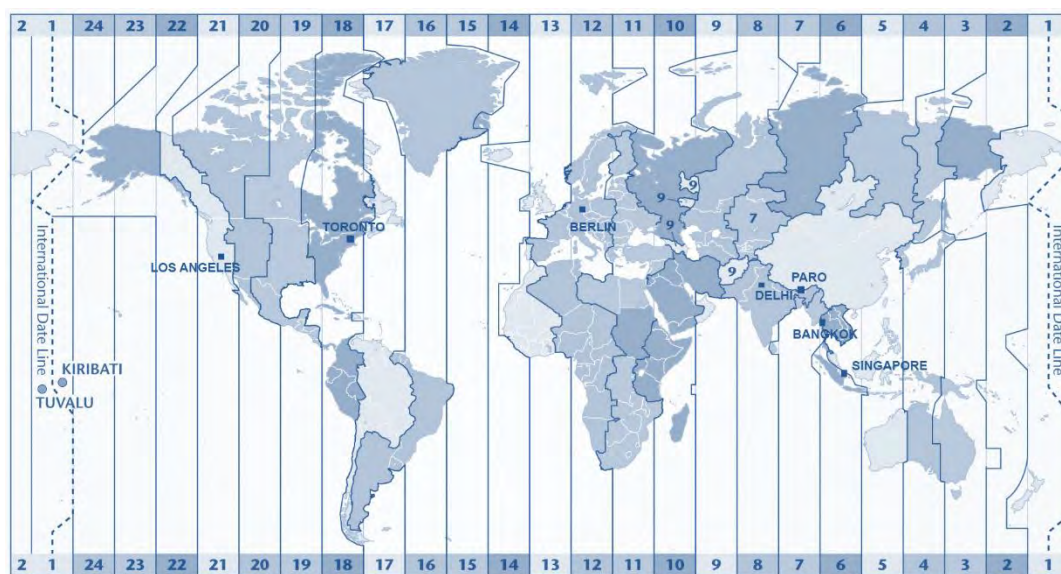 2 1 24 23 22 21 20 19 18 17 16 15 14 13 12 11 10 9 8 7 6 5 4 3 2 1
9
9
7
9
9
TORONTO
BERLIN
LOS ANGELES
PARO
DELHI
BANGKOK
SINGAPORE
International Date Line
International Date Line
KIRIBATI
TUVALU
2 1 24 23 22 21 20 19 18 17 16 15 14 13 12 11 10 9 8 7 6 5 4 3 2 1